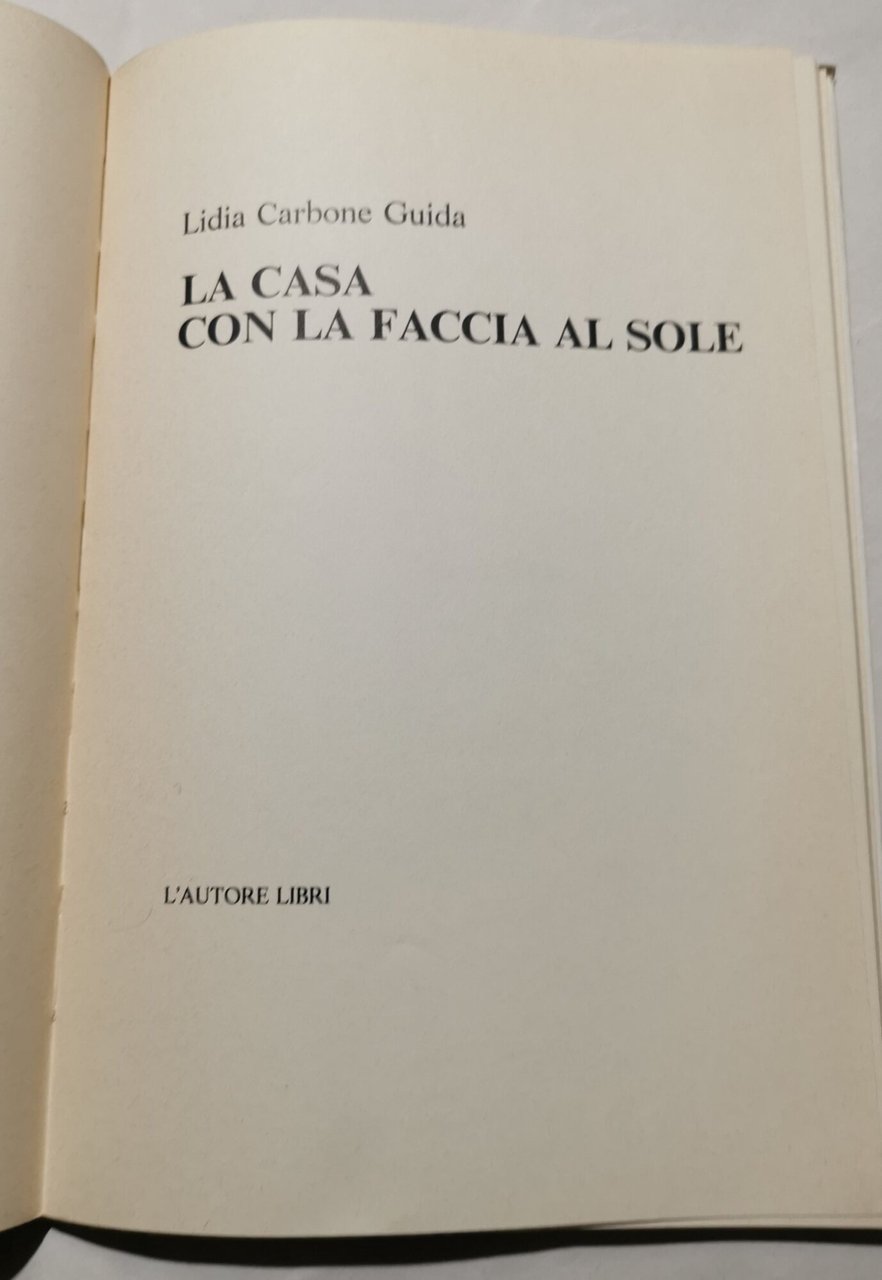 Lidia Carbone Guida
LA CASA
CON LA FACCIA AL SOLE
L'AUTORE LIBRI